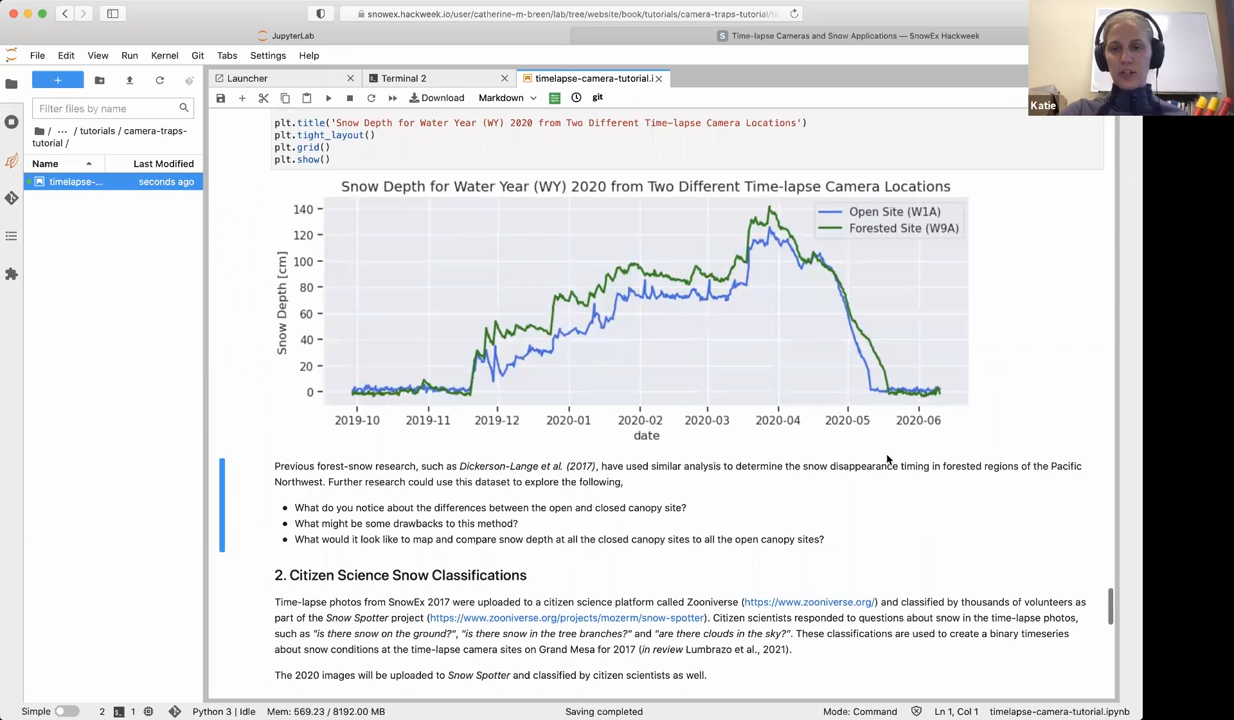 snowex.hackweek.io/user/catherine-m-breen/lab/tree/website/book/tutorials/camera-traps-tutorial/ti
JupyterLab
S Time-lapse Cameras and Snow Applications — SnowEx Hackweek
File Edit View Run Kernel Git Tabs Settings Help
Katie
Launcher
Terminal 2
timelapse-camera-tutorial.i
Download
Markdown
git
Filter files by name
/ ... / tutorials / camera-traps-
tutorial /
Name
Last Modified
timelapse-...
seconds ago
plt.title('Snow Depth for Water Year (WY) 2020 from Two Different Time-lapse Camera Locations')
plt.tight_layout()
plt.grid()
plt.show()
Snow Depth for Water Year (WY) 2020 from Two Different Time-lapse Camera Locations
Open Site (W1A)
Forested Site (W9A)
Snow Depth [cm]
140
120
100
80
60
40
20
0
2019-10 2019-11 2019-12 2020-01 2020-02 2020-03 2020-04 2020-05 2020-06
date
Previous forest-snow research, such as Dickerson-Lange et al. (2017), have used similar analysis to determine the snow disappearance timing in forested regions of the Pacific
Northwest. Further research could use this dataset to explore the following,
• What do you notice about the differences between the open and closed canopy site?
• What might be some drawbacks to this method?
• What would it look like to map and compare snow depth at all the closed canopy sites to all the open canopy sites?
2. Citizen Science Snow Classifications
Time-lapse photos from SnowEx 2017 were uploaded to a citizen science platform called Zooniverse (https://www.zooniverse.org/) and classified by thousands of volunteers as
part of the Snow Spotter project (https://www.zooniverse.org/projects/mozerm/snow-spotter). Citizen scientists responded to questions about snow in the time-lapse photos,
such as "is there snow on the ground?", "is there snow in the tree branches?" and "are there clouds in the sky?". These classifications are used to create a binary timeseries
about snow conditions at the time-lapse camera sites on Grand Mesa for 2017 (in review Lumbrazo et al., 2021).
The 2020 images will be uploaded to Snow Spotter and classified by citizen scientists as well.
Simple
2
1
Python 3 | Idle
Mem: 569.23 / 8192.00 MB
Saving completed
Mode: Command
Ln 1, Col 1
timelapse-camera-tutorial.ipynb